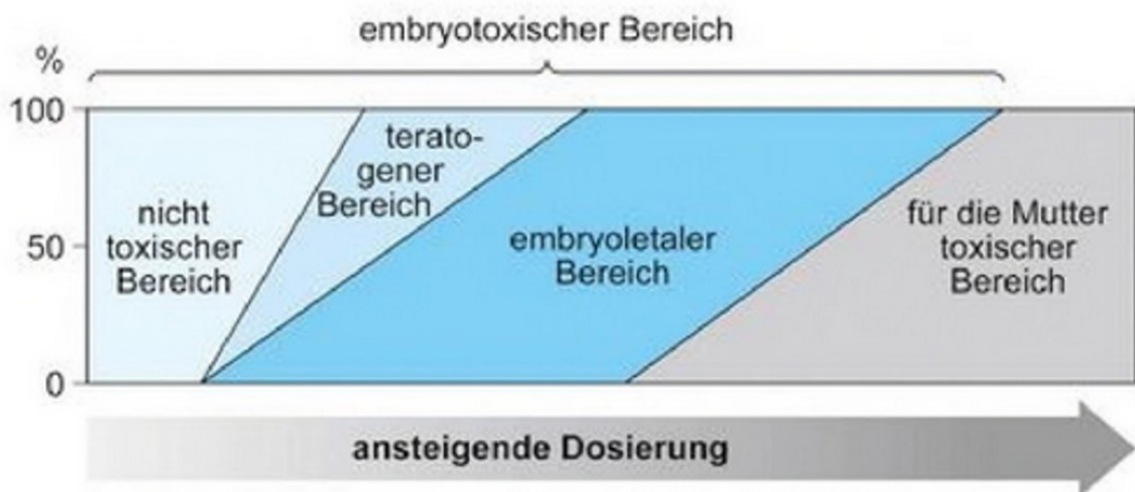 embryotoxischer Bereich
%
100
50
0
nicht
toxischer
Bereich
terato-
gener
Bereich
embryoletaler
Bereich
für die Mutter
toxischer
Bereich
ansteigende Dosierung